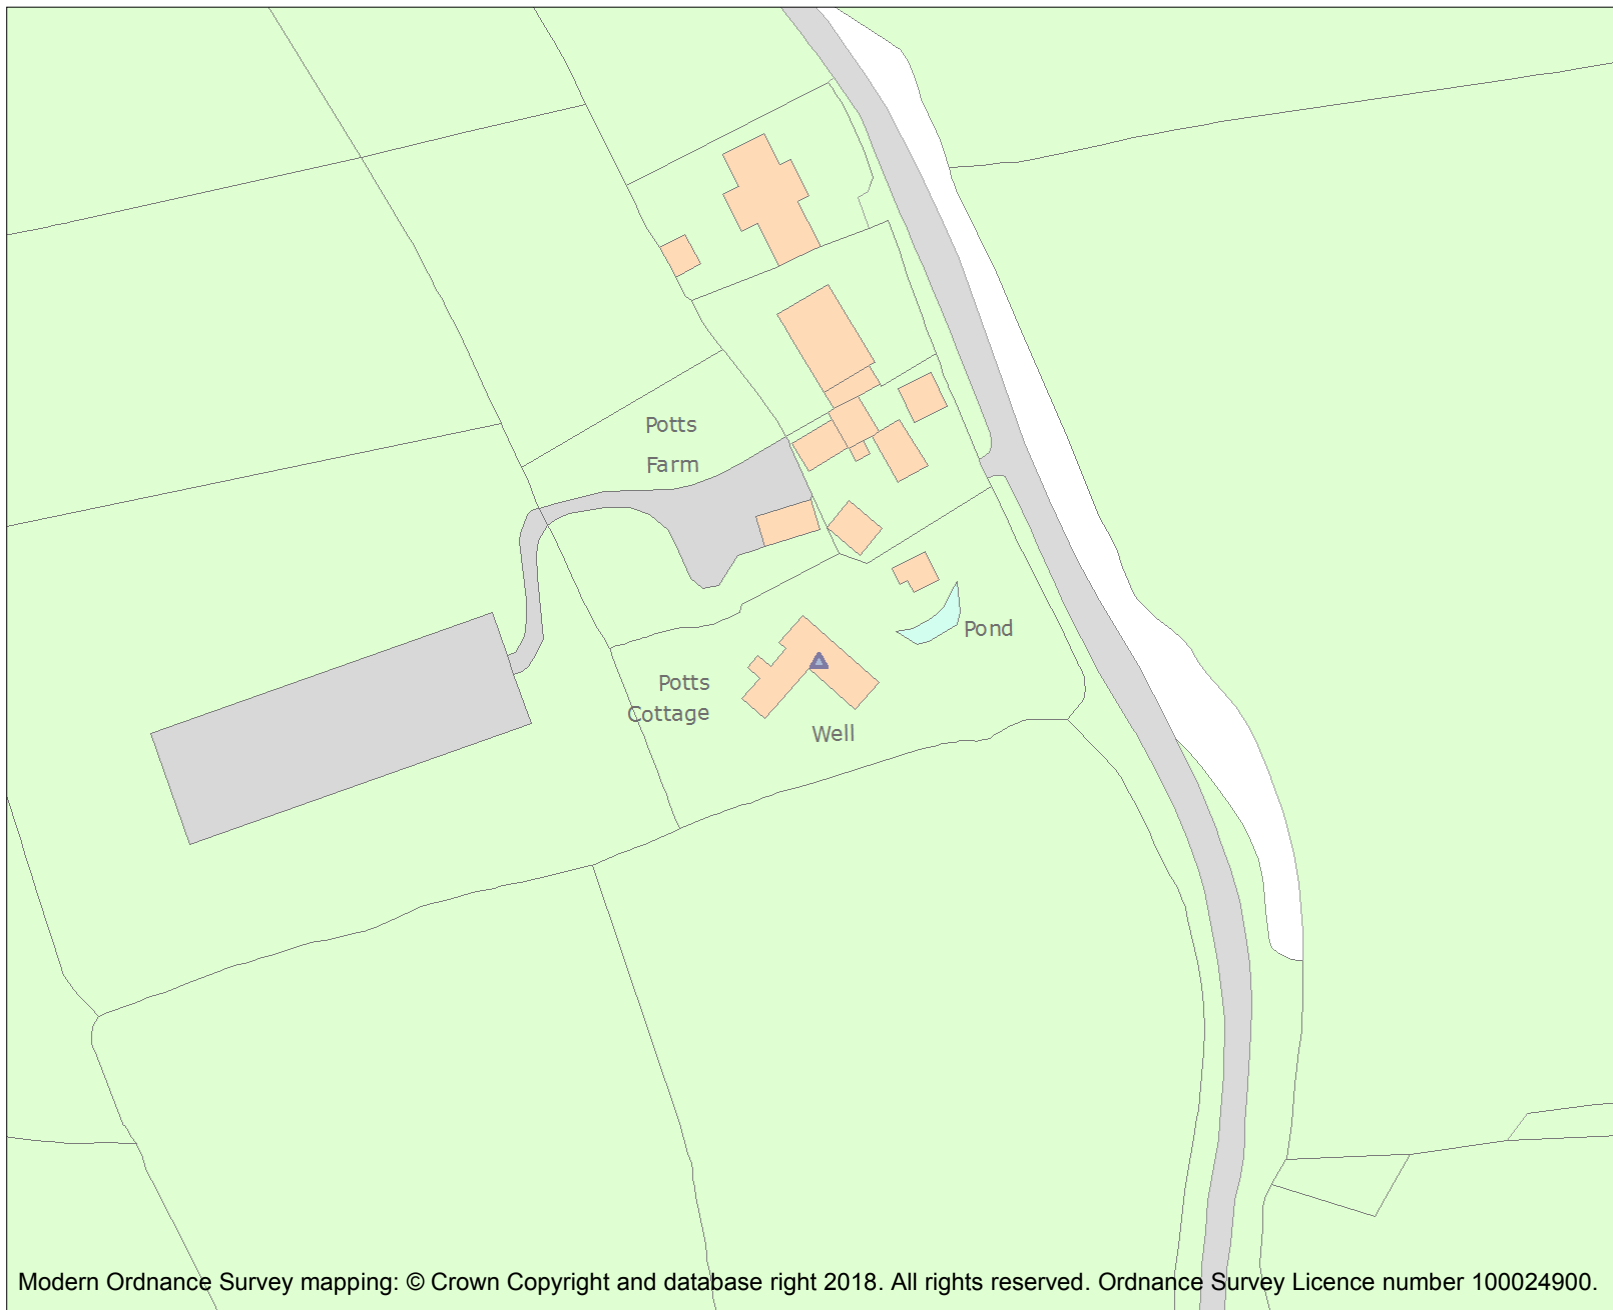 Potts
Farm
Pond
Potts
Cottage
Well
Modern Ordnance Survey mapping: © Crown Copyright and database right 2018. All rights reserved. Ordnance Survey Licence number 100024900.